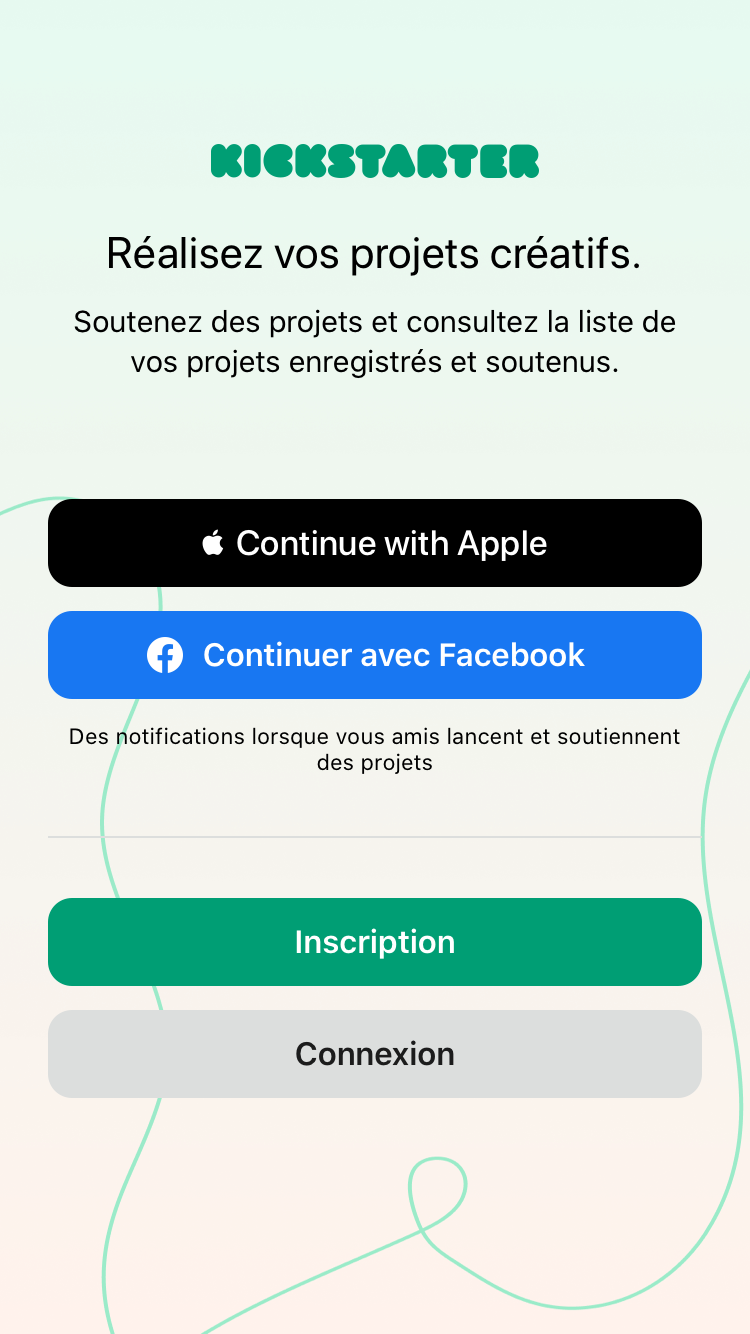 KICKSTARTER
Réalisez vos projets créatifs.
Soutenez des projets et consultez la liste de
vos projets enregistrés et soutenus.
Continue with Apple
Continuer avec Facebook
Des notifications lorsque vous amis lancent et soutiennent
des projets
Inscription
Connexion